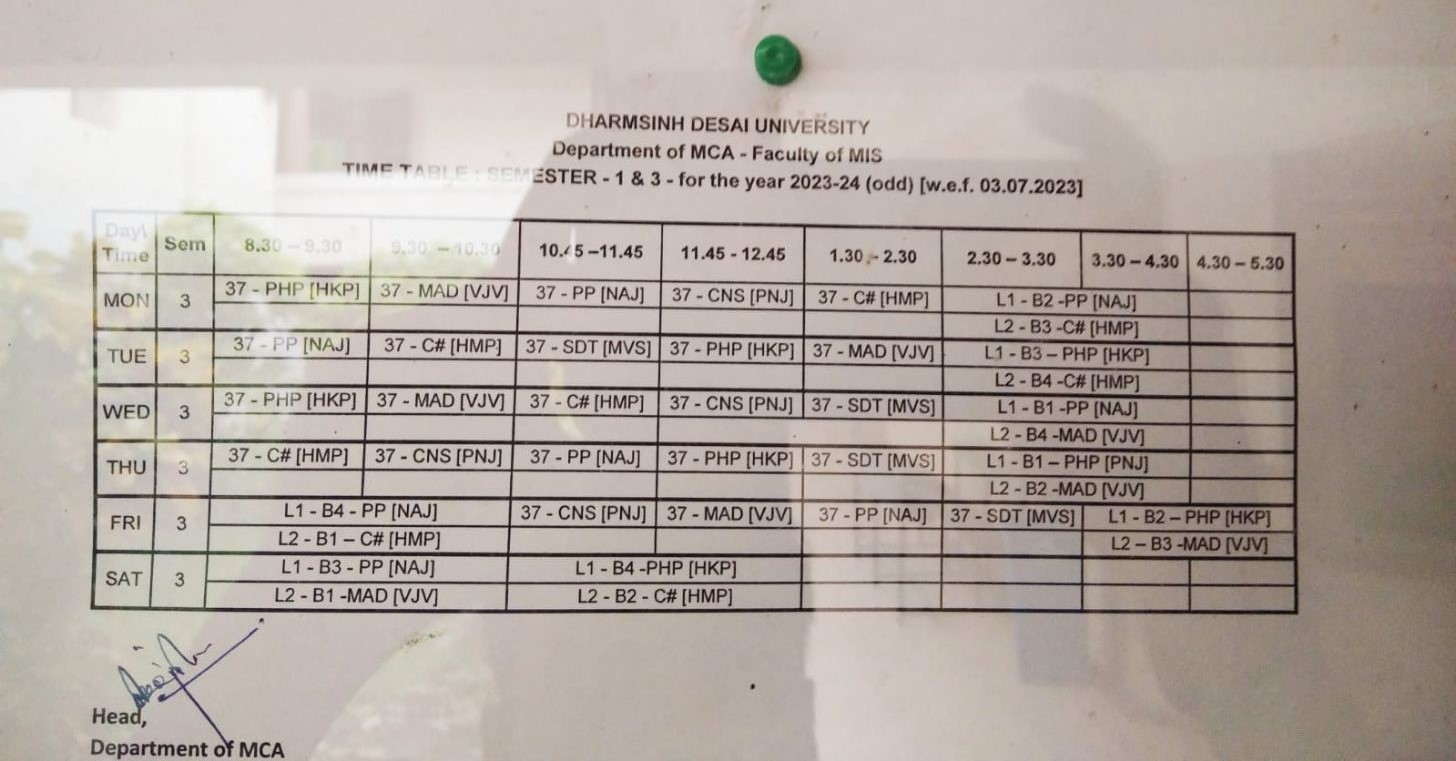 DHARMSINH DESAI UNIVERSITY
Department of MCA - Faculty of MIS
TIME TABLE : SEMESTER - 1 & 3 - for the year 2023-24 (odd) [w.e.f. 03.07.2023]
Day\ Time Sem 8.30 – 9.30 9.30 – 10.30 10.45 –11.45 11.45 - 12.45 1.30 - 2.30 2.30 – 3.30 3.30 – 4.30 4.30 – 5.30
MON 3 37 - PHP [HKP] 37 - MAD [VJV] 37 - PP [NAJ] 37 - CNS [PNJ] 37 - C# [HMP] L1 - B2 -PP [NAJ]
L2 - B3 -C# [HMP]
TUE 3 37 - PP [NAJ] 37 - C# [HMP] 37 - SDT [MVS] 37 - PHP [HKP] 37 - MAD [VJV] L1 - B3 – PHP [HKP]
L2 - B4 -C# [HMP]
WED 3 37 - PHP [HKP] 37 - MAD [VJV] 37 - C# [HMP] 37 - CNS [PNJ] 37 - SDT [MVS] L1 - B1 -PP [NAJ]
L2 - B4 -MAD [VJV]
THU 3 37 - C# [HMP] 37 - CNS [PNJ] 37 - PP [NAJ] 37 - PHP [HKP] 37 - SDT [MVS] L1 - B1 – PHP [PNJ]
L2 - B2 -MAD [VJV]
FRI 3 L1 - B4 - PP [NAJ] 37 - CNS [PNJ] 37 - MAD [VJV] 37 - PP [NAJ] 37 - SDT [MVS] L1 - B2 – PHP [HKP]
L2 - B1 – C# [HMP] L2 – B3 -MAD [VJV]
SAT 3 L1 - B3 - PP [NAJ] L1 - B4 -PHP [HKP]
L2 - B1 -MAD [VJV] L2 - B2 - C# [HMP]
Head,
Department of MCA